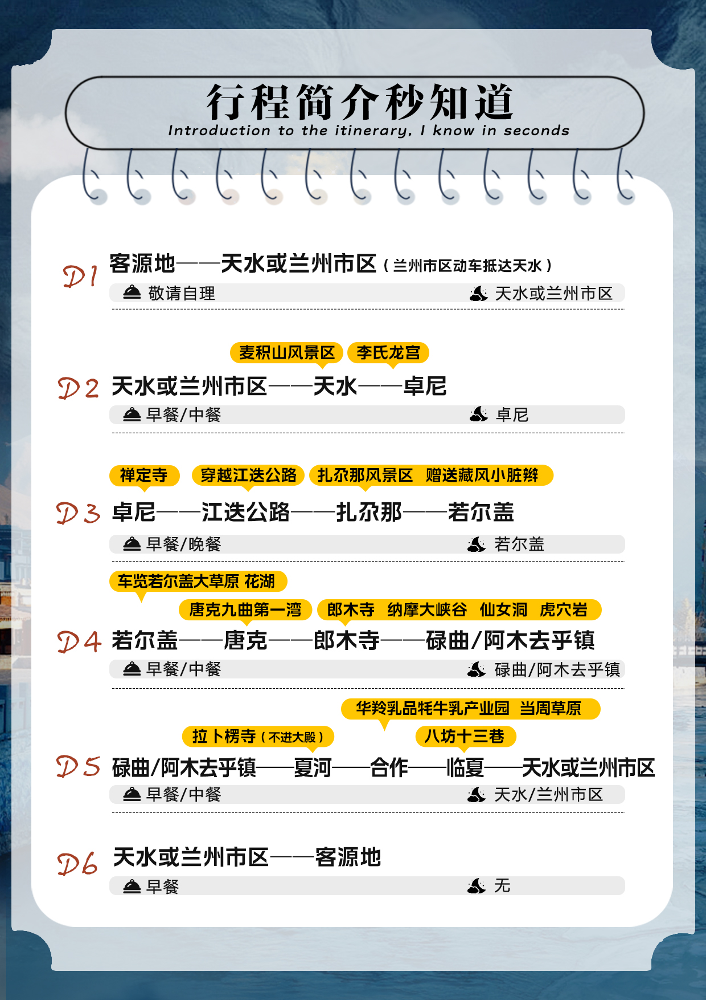 行程简介秒知道
Introduction to the itinerary, I know in seconds
D1 客源地——天水或兰州市区（兰州市区动车抵达天水）
敬请自理 天水或兰州市区
麦积山风景区 李氏龙宫
D2 天水或兰州市区——天水——卓尼
早餐/中餐 卓尼
禅定寺 穿越江迭公路 扎尕那风景区 赠送藏风小脏辫
D3 卓尼——江迭公路——扎尕那——若尔盖
早餐/晚餐 若尔盖
车览若尔盖大草原 花湖
唐克九曲第一湾 郎木寺 纳摩大峡谷 仙女洞 虎穴岩
D4 若尔盖——唐克——郎木寺——碌曲/阿木去乎镇
早餐/中餐 碌曲/阿木去乎镇
华羚乳品牦牛乳产业园 当周草原
拉卜楞寺（不进大殿） 八坊十三巷
D5 碌曲/阿木去乎镇——夏河——合作——临夏——天水或兰州市区
早餐/中餐 天水/兰州市区
D6 天水或兰州市区——客源地
早餐 无